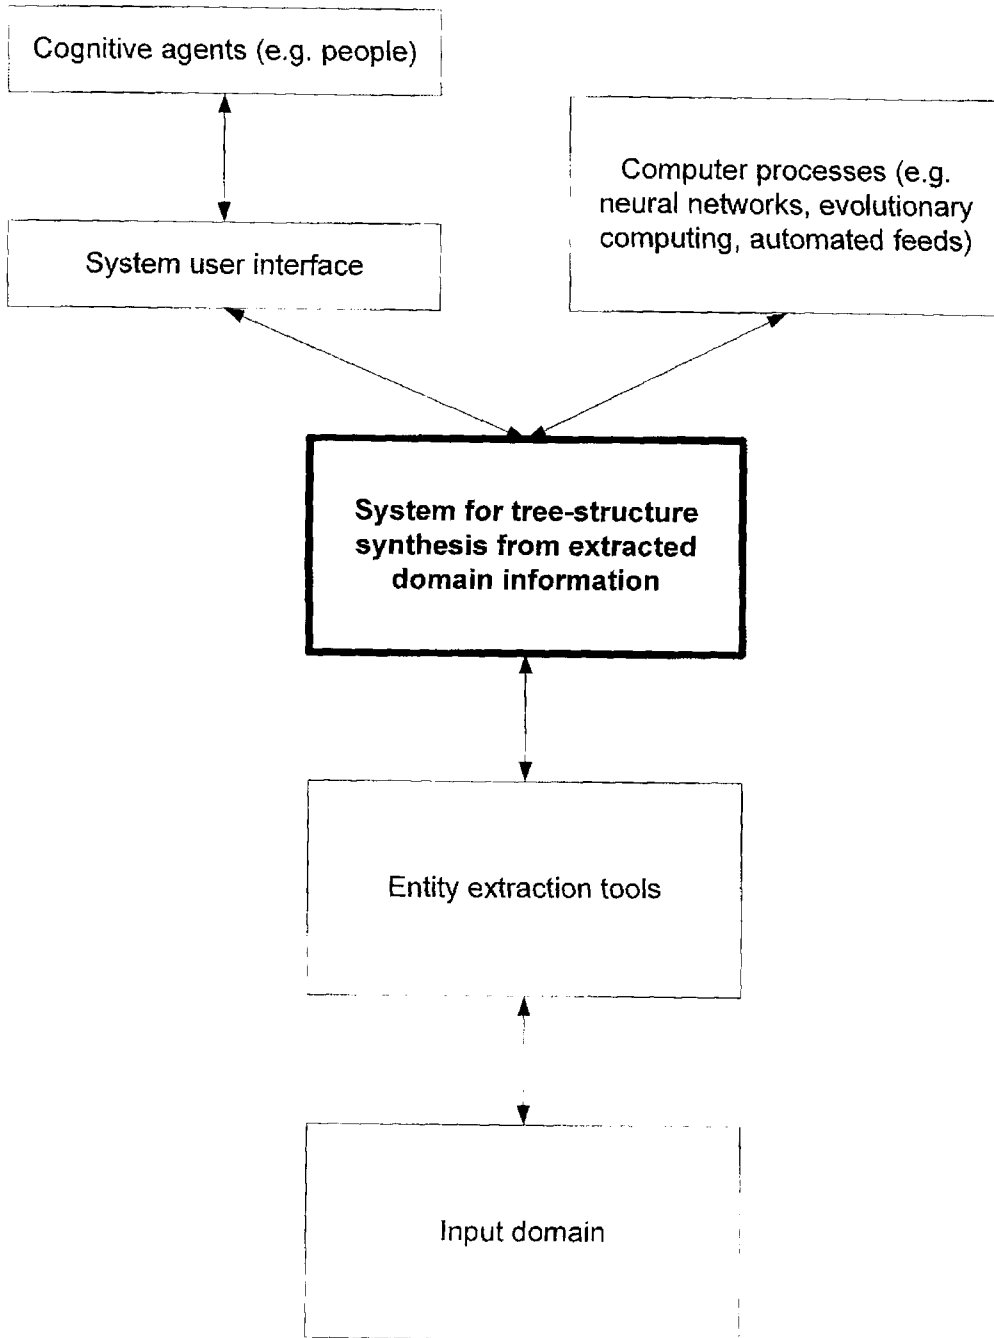 Cognitive agents (e.g. people)
System user interface
Computer processes (e.g.
neural networks, evolutionary
computing, automated feeds)
System for tree-structure
synthesis from extracted
domain information
Entity extraction tools
Input domain